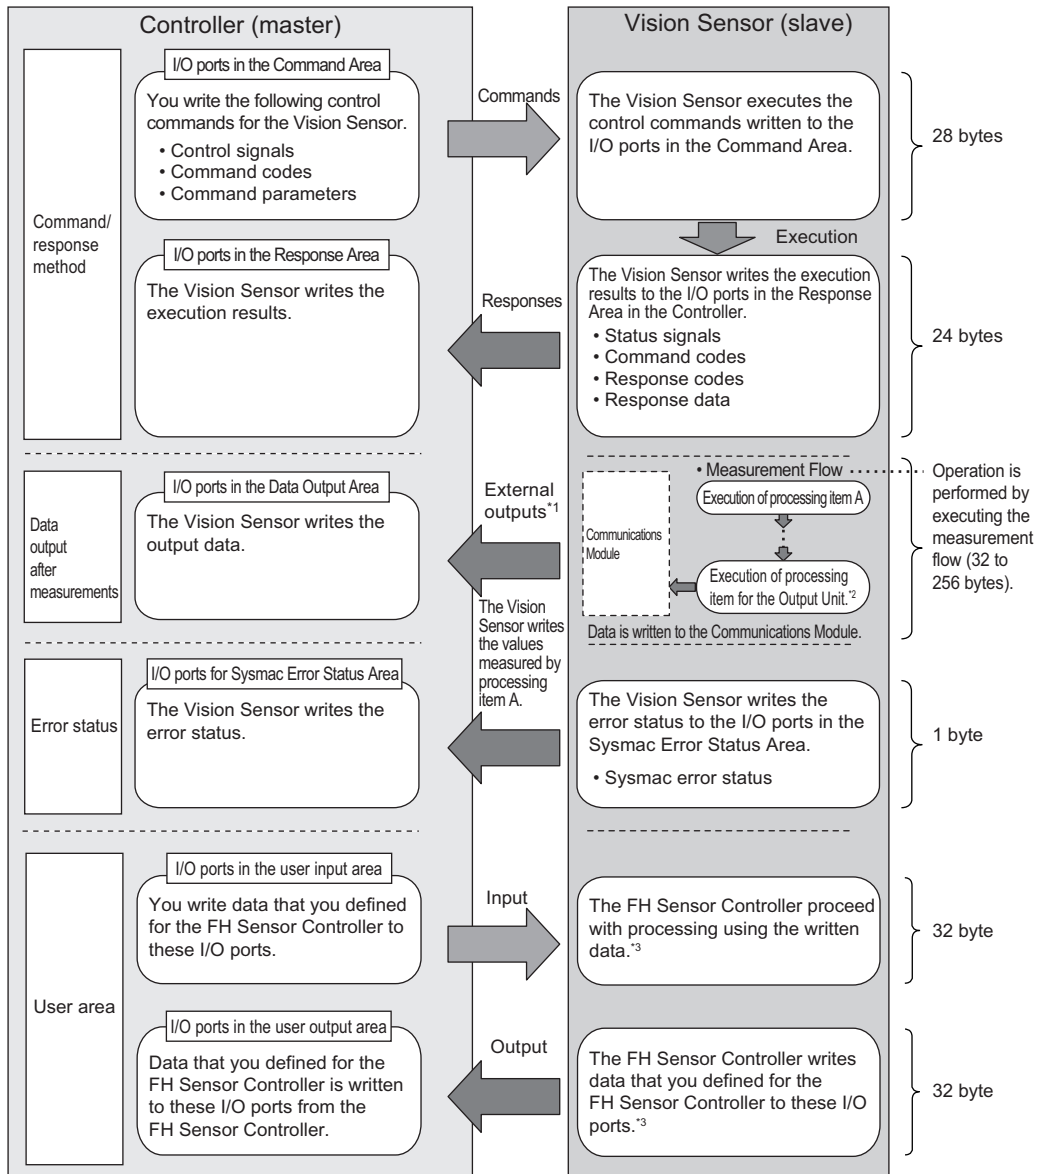 Controller (master)
Vision Sensor (slave)
Command/
response
method
I/O ports in the Command Area
You write the following control
commands for the Vision Sensor.
• Control signals
• Command codes
• Command parameters
Commands
The Vision Sensor executes the
control commands written to the
I/O ports in the Command Area.
28 bytes
Execution
I/O ports in the Response Area
The Vision Sensor writes the
execution results.
Responses
The Vision Sensor writes the execution
results to the I/O ports in the Response
Area in the Controller.
• Status signals
• Command codes
• Response codes
• Response data
24 bytes
Data
output
after
measurements
I/O ports in the Data Output Area
The Vision Sensor writes the
output data.
External
outputs*1
The Vision
Sensor writes
the values
measured by
processing
item A.
Communications
Module
• Measurement Flow
Execution of processing item A
Execution of processing
item for the Output Unit.*2
Data is written to the Communications Module.
Operation is
performed by
executing the
measurement
flow (32 to
256 bytes).
Error status
I/O ports for Sysmac Error Status Area
The Vision Sensor writes the
error status.
The Vision Sensor writes the
error status to the I/O ports in the
Sysmac Error Status Area.
• Sysmac error status
1 byte
User area
I/O ports in the user input area
You write data that you defined
for the FH Sensor Controller to
these I/O ports.
Input
The FH Sensor Controller proceed
with processing using the written
data.*3
32 byte
I/O ports in the user output area
Data that you defined for the
FH Sensor Controller is written
to these I/O ports from the
FH Sensor Controller.
Output
The FH Sensor Controller writes
data that you defined for the
FH Sensor Controller to these I/O
ports.*3
32 byte